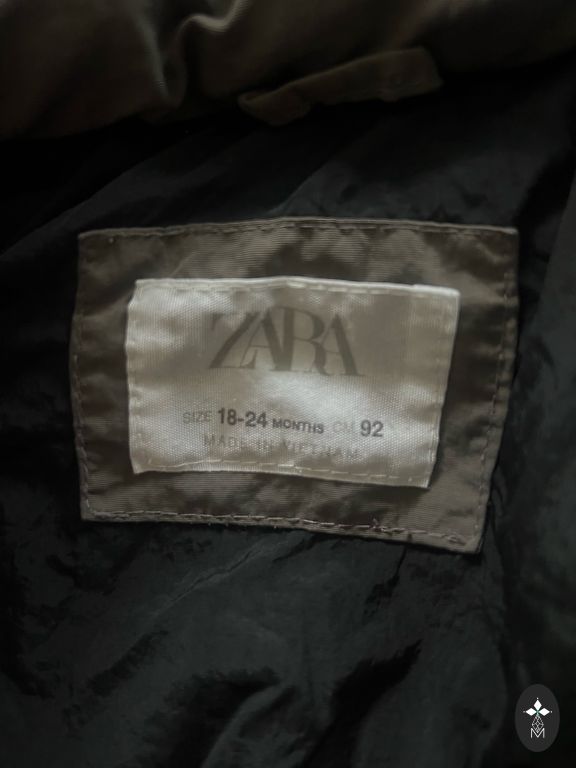 ZARA
SIZE 18-24 MONTHS CM 92
MADE IN VIETNAM
M